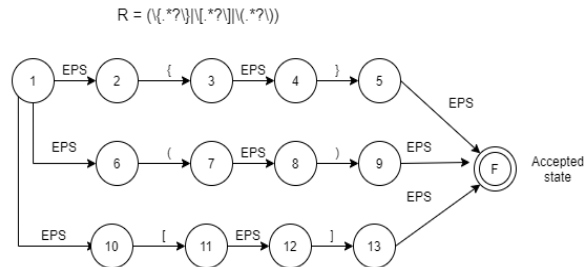 R = (\{.*?\}|\[.*?\]|\(.*?\))
1 EPS 2 { 3 EPS 4 } 5
EPS
EPS 6 ( 7 EPS 8 ) 9 EPS F Accepted
state
EPS
EPS 10 [ 11 EPS 12 ] 13